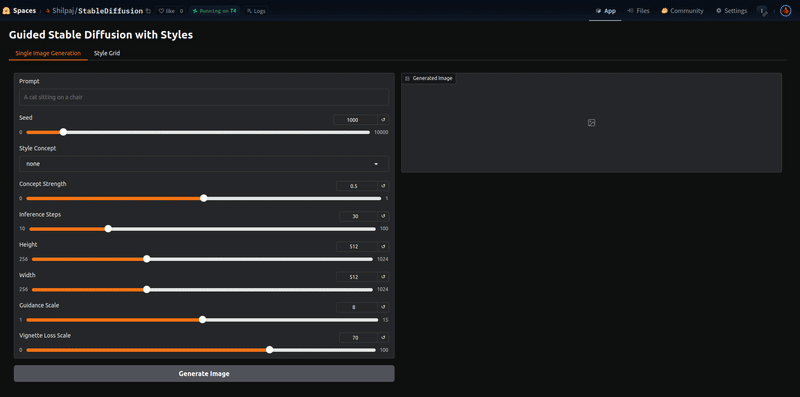 Spaces Shilpaj/StableDiffusion like 0 Running on T4 Logs App Files Community Settings
Guided Stable Diffusion with Styles
Single Image Generation Style Grid
Prompt
A cat sitting on a chair
Generated Image
Seed 1000
0 10000
Style Concept
none
Concept Strength 0.5
0 1
Inference Steps 30
10 100
Height 512
256 1024
Width 512
256 1024
Guidance Scale 8
1 15
Vignette Loss Scale 70
0 100
Generate Image